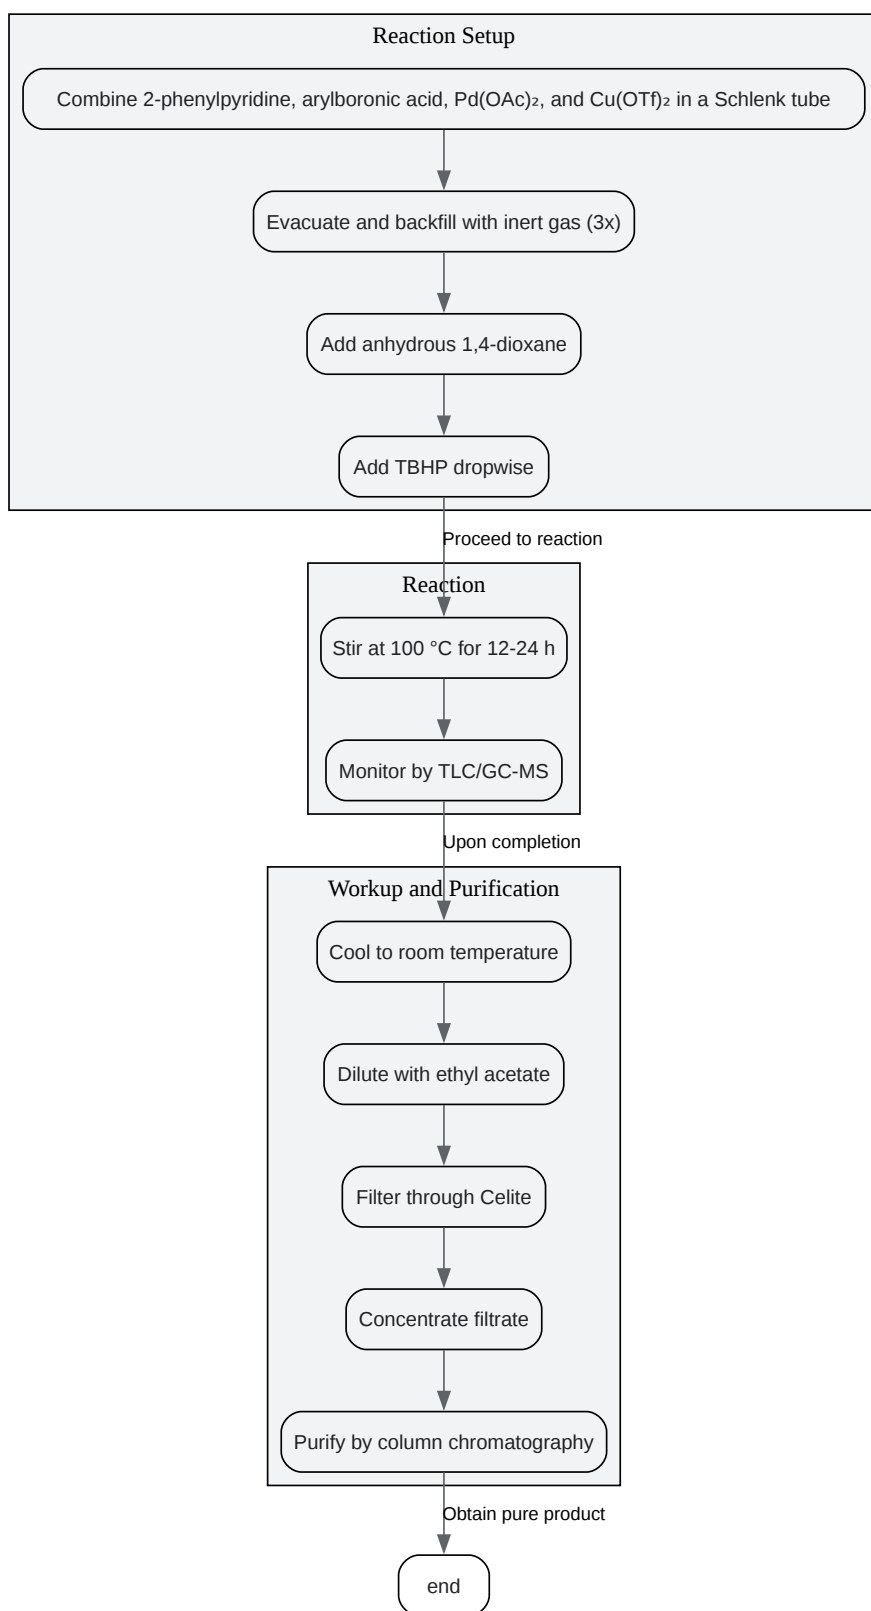 Reaction Setup
Combine 2-phenylpyridine, arylboronic acid, Pd(OAc)₂, and Cu(OTf)₂ in a Schlenk tube
Evacuate and backfill with inert gas (3x)
Add anhydrous 1,4-dioxane
Add TBHP dropwise
Proceed to reaction
Reaction
Stir at 100 °C for 12-24 h
Monitor by TLC/GC-MS
Upon completion
Workup and Purification
Cool to room temperature
Dilute with ethyl acetate
Filter through Celite
Concentrate filtrate
Purify by column chromatography
Obtain pure product
end